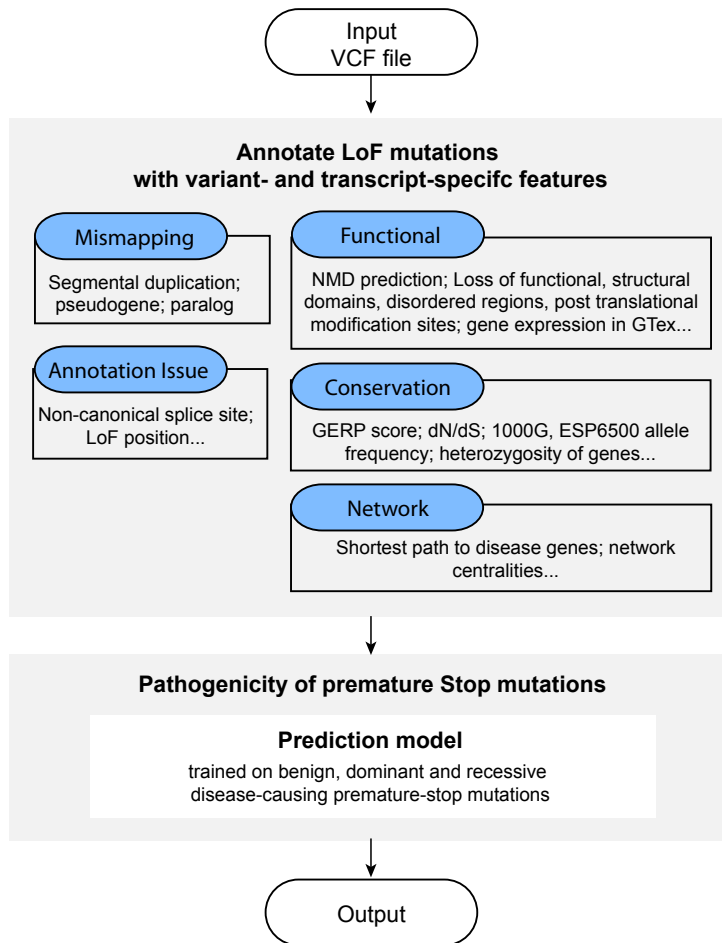 Input
VCF file
Annotate LoF mutations
with variant- and transcript-specifc features
Mismapping
Segmental duplication;
pseudogene; paralog
Annotation Issue
Non-canonical splice site;
LoF position...
Functional
NMD prediction; Loss of functional, structural
domains, disordered regions, post translational
modification sites; gene expression in GTex...
Conservation
GERP score; dN/dS; 1000G, ESP6500 allele
frequency; heterozygosity of genes...
Network
Shortest path to disease genes; network
centralities...
Pathogenicity of premature Stop mutations
Prediction model
trained on benign, dominant and recessive
disease-causing premature-stop mutations
Output